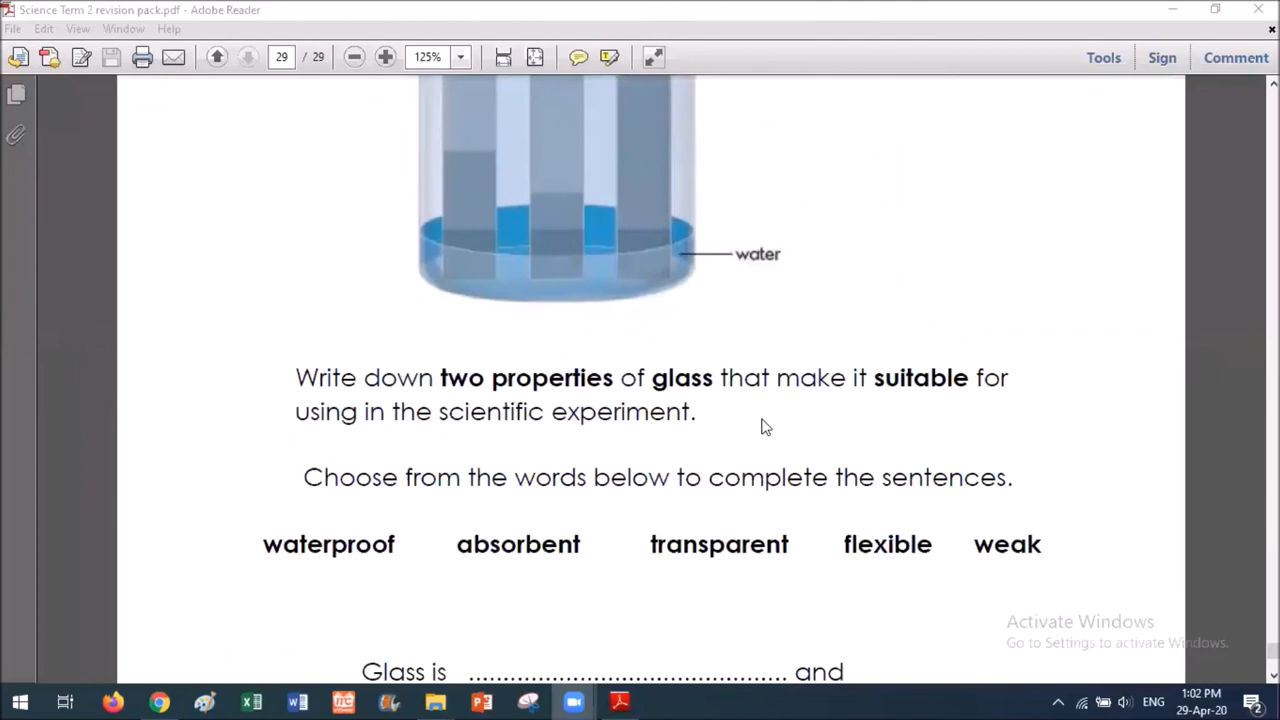 Science Term 2 revision pack.pdf - Adobe Reader
File Edit View Window Help
29 / 29 125% Tools Sign Comment
water
Write down two properties of glass that make it suitable for
using in the scientific experiment.
Choose from the words below to complete the sentences.
waterproof absorbent transparent flexible weak
Activate Windows
Go to Settings to activate Windows.
Glass is ....................................... and
ENG 1:02 PM
29-Apr-20 2